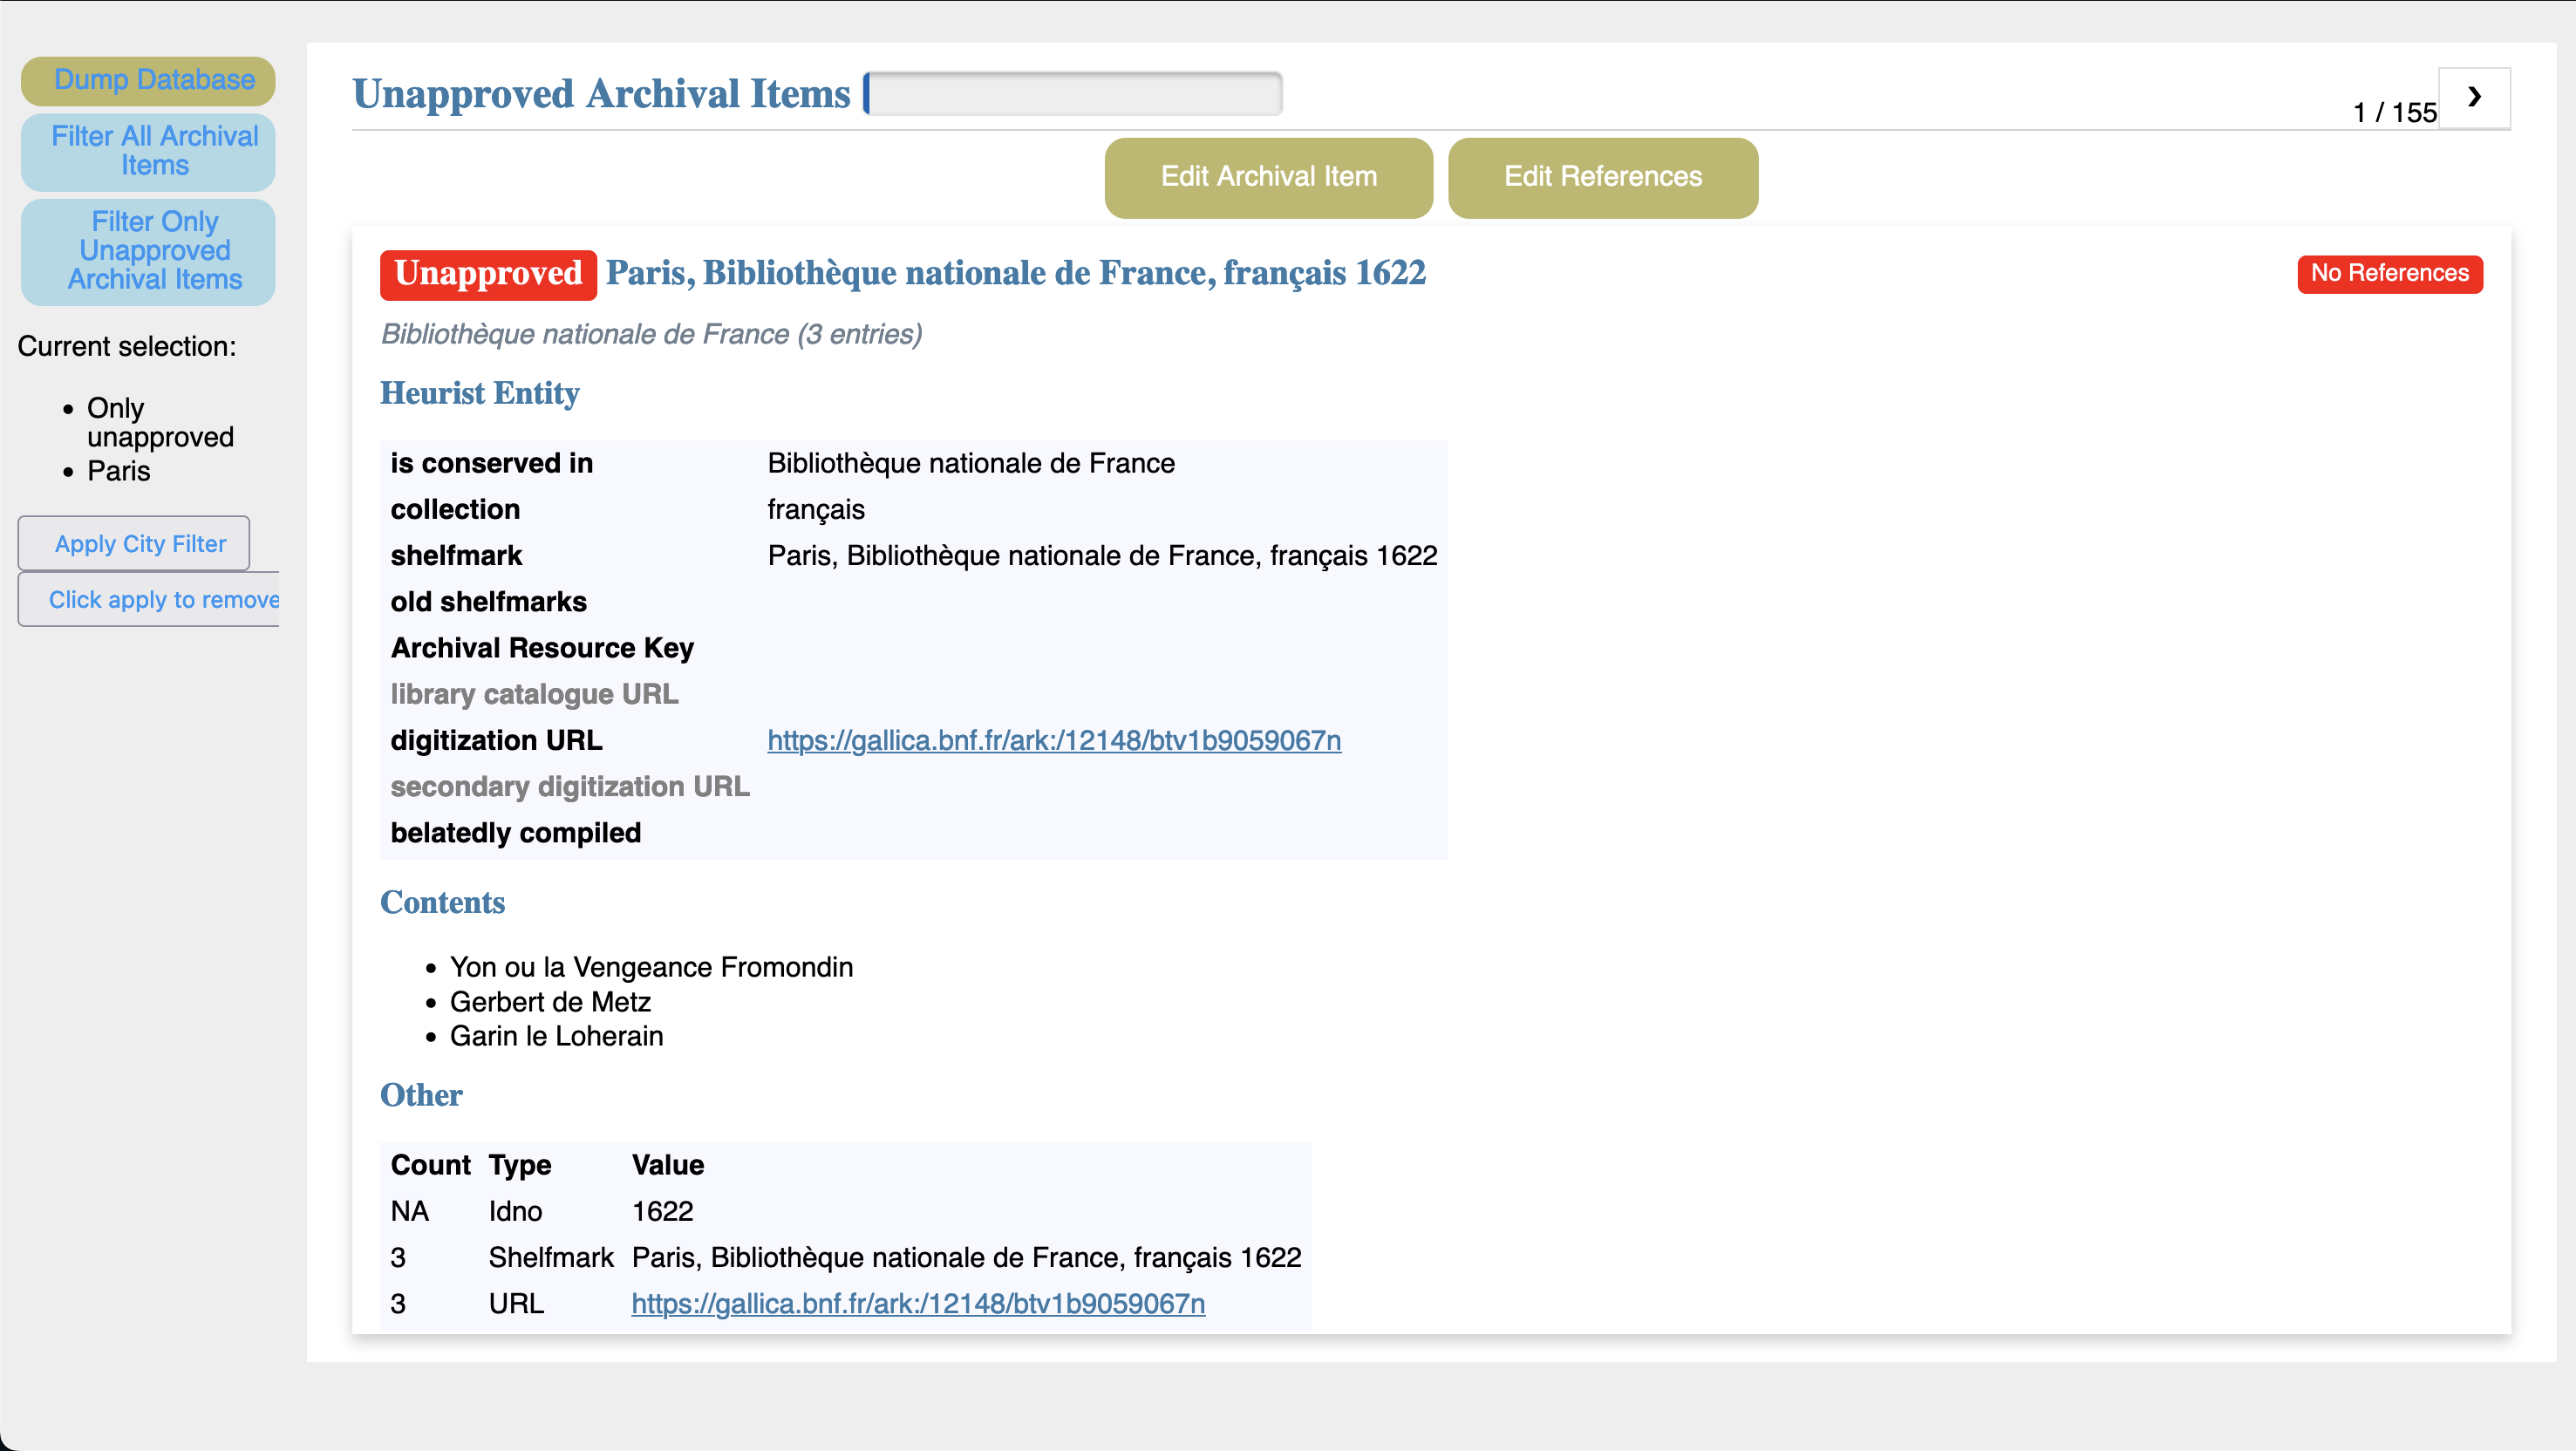 Dump Database
Filter All Archival
Items
Filter Only
Unapproved
Archival Items
Current selection:
Only
unapproved
Paris
Apply City Filter
Click apply to remove
Unapproved Archival Items
1 / 155
❯
Edit Archival Item
Edit References
Unapproved Paris, Bibliothèque nationale de France, français 1622
No References
Bibliothèque nationale de France (3 entries)
Heurist Entity
is conserved in Bibliothèque nationale de France
collection français
shelfmark Paris, Bibliothèque nationale de France, français 1622
old shelfmarks
Archival Resource Key
library catalogue URL
digitization URL https://gallica.bnf.fr/ark:/12148/btv1b9059067n
secondary digitization URL
belatedly compiled
Contents
Yon ou la Vengeance Fromondin
Gerbert de Metz
Garin le Loherain
Other
Count Type Value
NA Idno 1622
3 Shelfmark Paris, Bibliothèque nationale de France, français 1622
3 URL https://gallica.bnf.fr/ark:/12148/btv1b9059067n